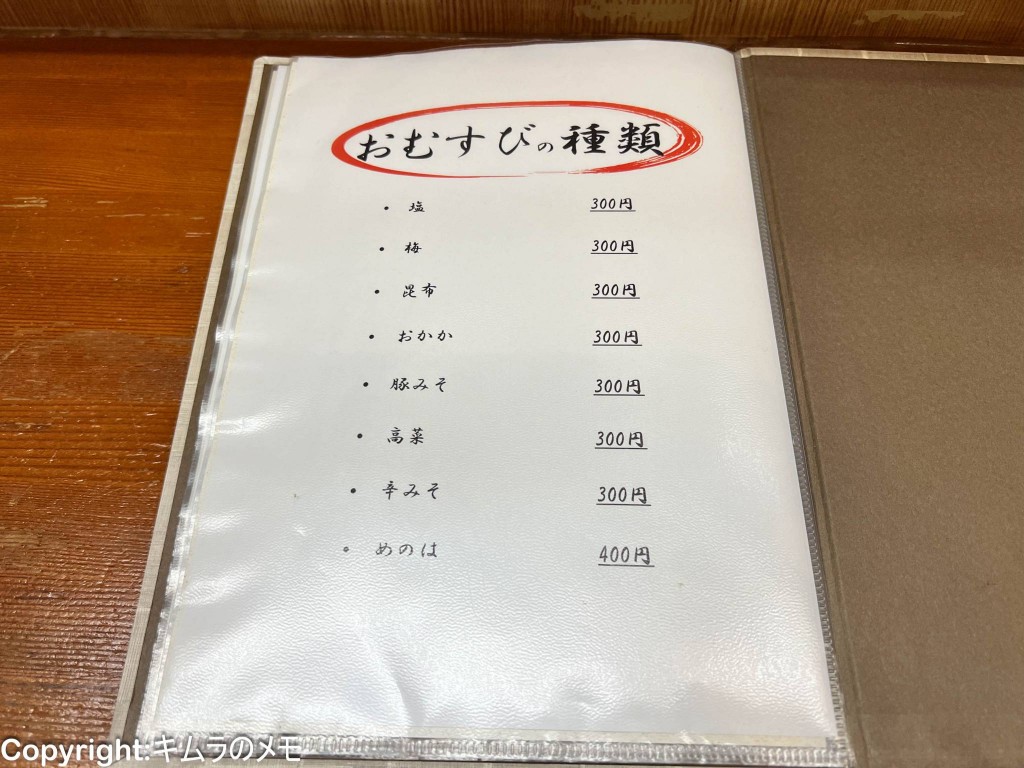 おむすびの種類
・ 塩 300円
・ 梅 300円
・ 昆布 300円
・ おかか 300円
・ 豚みそ 300円
・ 高菜 300円
・ 辛みそ 300円
・ めのは 400円
Copyright:キムラのメモ